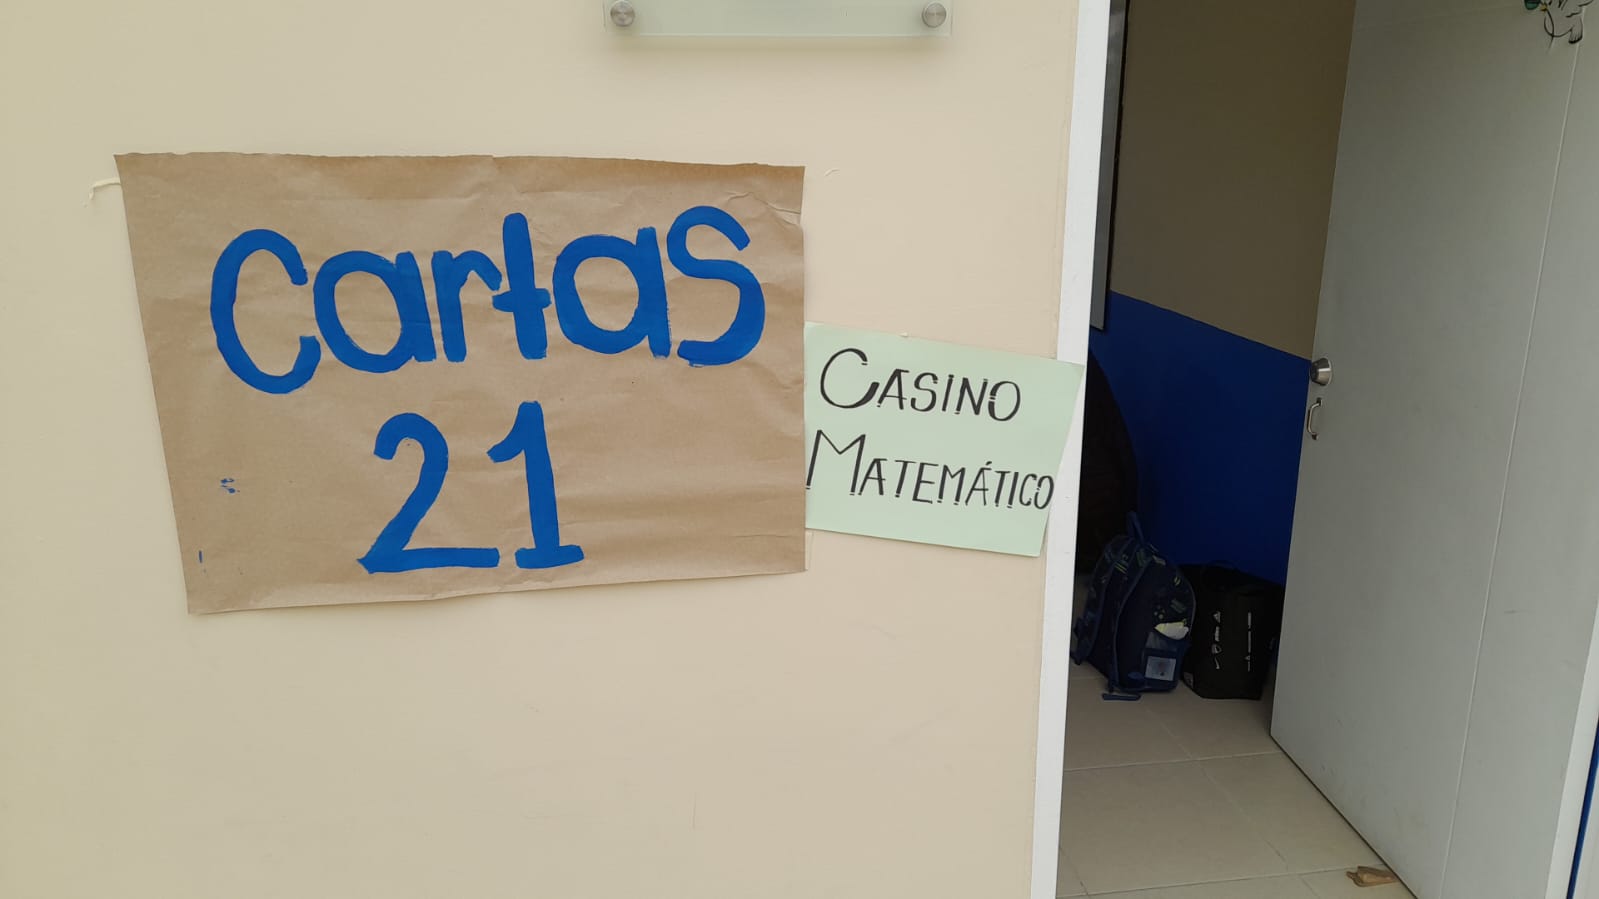 Cartas
21
CASINO
MATEMÁTICO